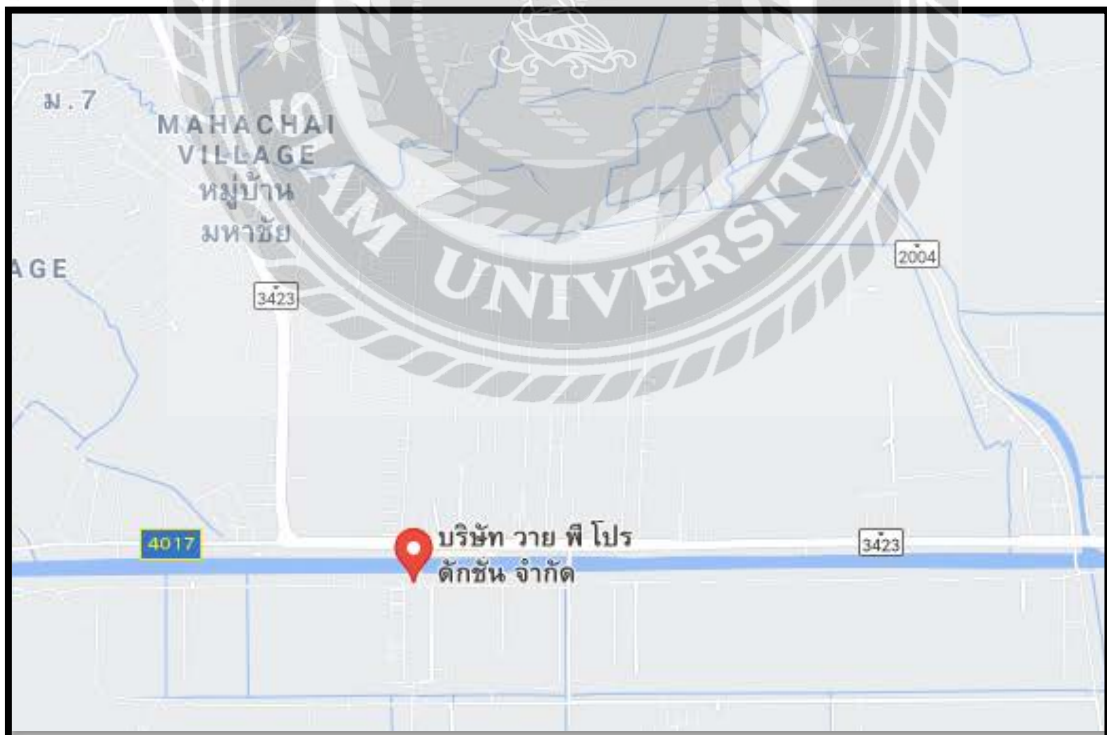 ม.7
MAHACHAI
VILLAGE
หมู่บ้าน
มหาชัย
AGE
3423
2004
SIAM UNIVERSITY
4017
บริษัท วาย พี โปร
ดักชัน จำกัด
3423